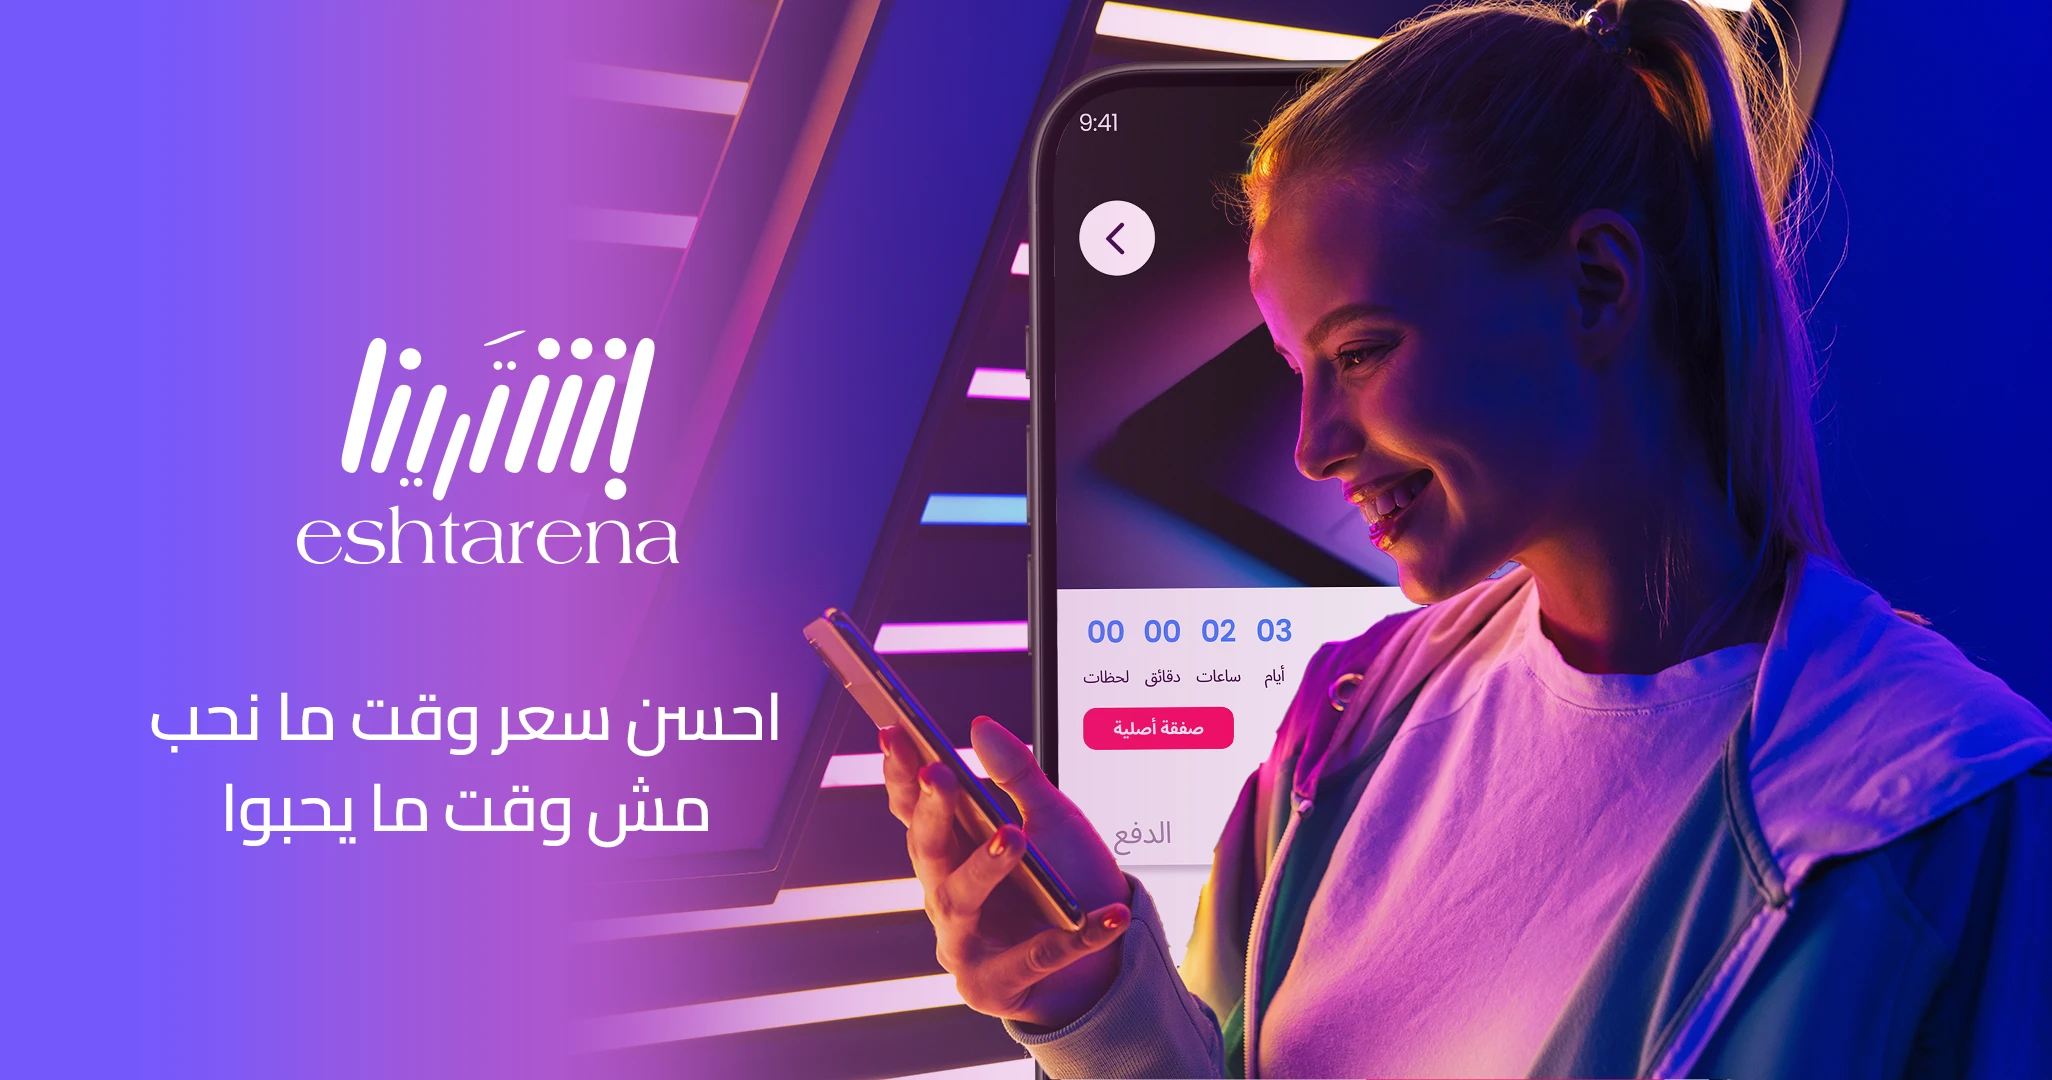 إشترينا
eshtarena
احسن سعر وقت ما نحب
مش وقت ما يحبوا
9:41
03 02 00 00
أيام ساعات دقائق لحظات
صفقة أصلية
الدفع